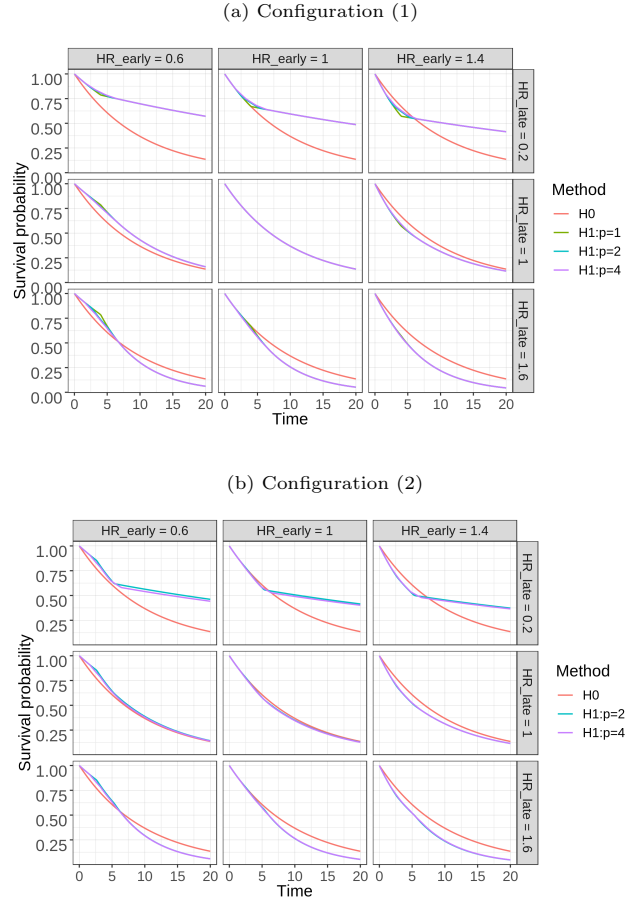 (a) Configuration (1)
HR_early = 0.6
HR_early = 1
HR_early = 1.4
1.00
0.75
0.50
0.25
0.00
HR_late = 0.2
1.00
0.75
0.50
0.25
0.00
HR_late = 1
1.00
0.75
0.50
0.25
0.00
HR_late = 1.6
Survival probability
0 5 10 15 20
0 5 10 15 20
0 5 10 15 20
Time
Method
H0
H1:p=1
H1:p=2
H1:p=4
(b) Configuration (2)
HR_early = 0.6
HR_early = 1
HR_early = 1.4
1.00
0.75
0.50
0.25
HR_late = 0.2
1.00
0.75
0.50
0.25
HR_late = 1
1.00
0.75
0.50
0.25
HR_late = 1.6
Survival probability
0 5 10 15 20
0 5 10 15 20
0 5 10 15 20
Time
Method
H0
H1:p=2
H1:p=4